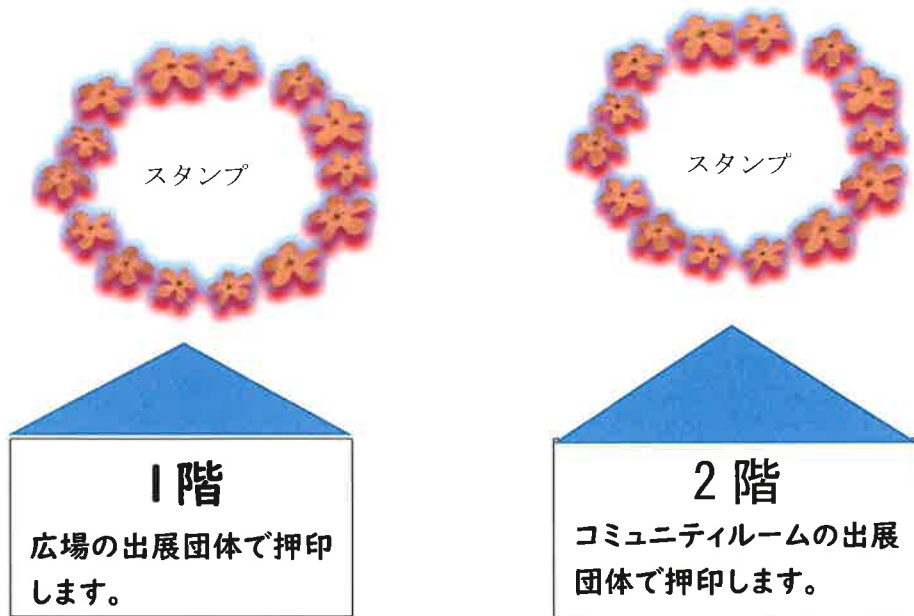 スタンプ
スタンプ
1階
広場の出展団体で押印
します。
2階
コミュニティルームの出展
団体で押印します。